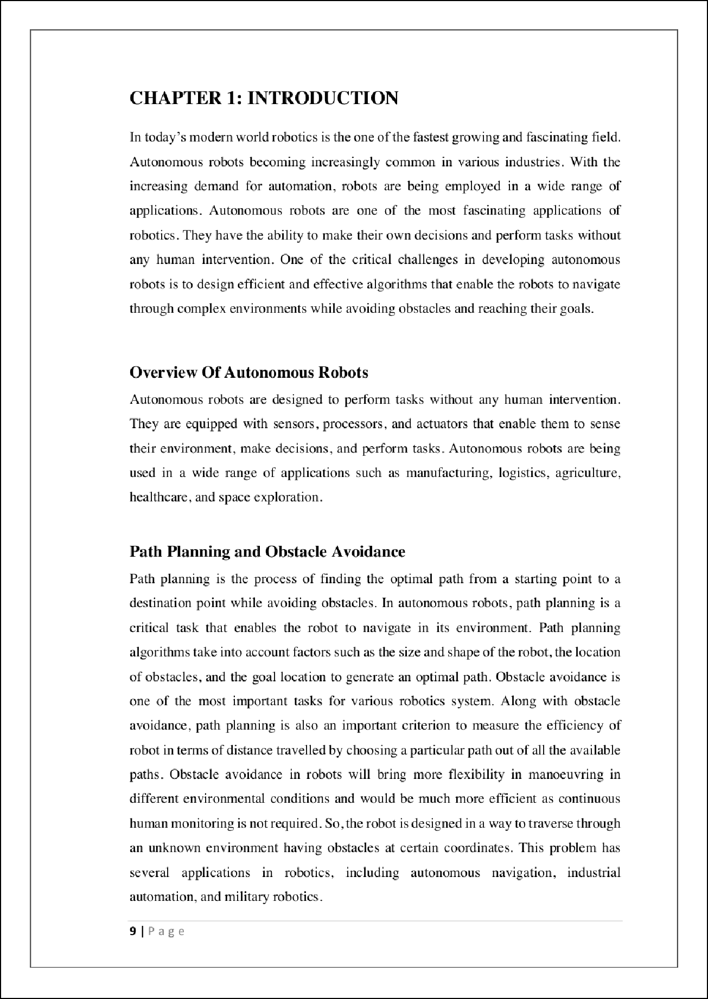 CHAPTER 1: INTRODUCTION
In today’s modern world robotics is the one of the fastest growing and fascinating field.
Autonomous robots becoming increasingly common in various industries. With the
increasing demand for automation, robots are being employed in a wide range of
applications. Autonomous robots are one of the most fascinating applications of
robotics. They have the ability to make their own decisions and perform tasks without
any human intervention. One of the critical challenges in developing autonomous
robots is to design efficient and effective algorithms that enable the robots to navigate
through complex environments while avoiding obstacles and reaching their goals.
Overview Of Autonomous Robots
Autonomous robots are designed to perform tasks without any human intervention.
They are equipped with sensors, processors, and actuators that enable them to sense
their environment, make decisions, and perform tasks. Autonomous robots are being
used in a wide range of applications such as manufacturing, logistics, agriculture,
healthcare, and space exploration.
Path Planning and Obstacle Avoidance
Path planning is the process of finding the optimal path from a starting point to a
destination point while avoiding obstacles. In autonomous robots, path planning is a
critical task that enables the robot to navigate in its environment. Path planning
algorithms take into account factors such as the size and shape of the robot, the location
of obstacles, and the goal location to generate an optimal path. Obstacle avoidance is
one of the most important tasks for various robotics system. Along with obstacle
avoidance, path planning is also an important criterion to measure the efficiency of
robot in terms of distance travelled by choosing a particular path out of all the available
paths. Obstacle avoidance in robots will bring more flexibility in manoeuvring in
different environmental conditions and would be much more efficient as continuous
human monitoring is not required. So, the robot is designed in a way to traverse through
an unknown environment having obstacles at certain coordinates. This problem has
several applications in robotics, including autonomous navigation, industrial
automation, and military robotics.
9 | Page